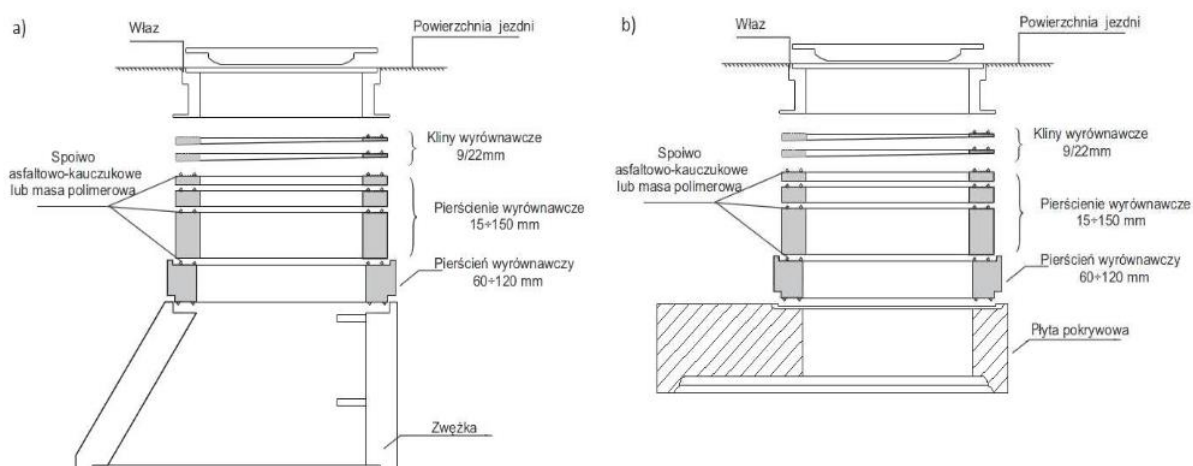 a)
Właz
Powierzchnia jezdni
Kliny wyrównawcze
9/22mm
Spoiwo
asfaltowo-kauczukowe
lub masa polimerowa
Pierścienie wyrównawcze
15÷150 mm
Pierścień wyrównawczy
60÷120 mm
Zwężka
b)
Właz
Powierzchnia jezdni
Kliny wyrównawcze
9/22mm
Spoiwo
asfaltowo-kauczukowe
lub masa polimerowa
Pierścienie wyrównawcze
15÷150 mm
Pierścień wyrównawczy
60÷120 mm
Płyta pokrywowa